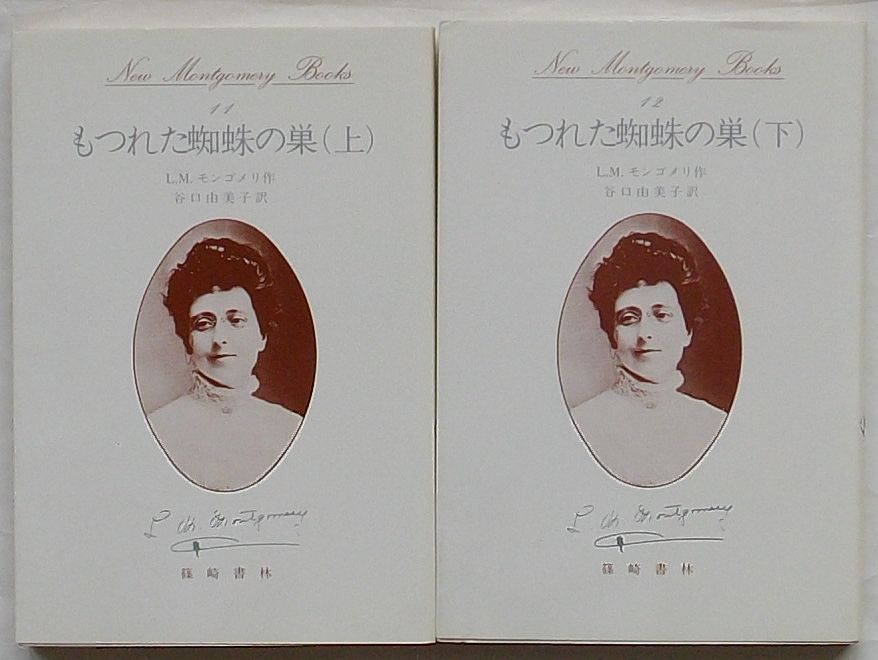 New Montgomery Books
11
もつれた蜘蛛の巣(上)
L.M. モンゴメリ作
谷口由美子訳
L. M. Montgomery
篠崎書林
New Montgomery Books
12
もつれた蜘蛛の巣(下)
L.M. モンゴメリ作
谷口由美子訳
L. M. Montgomery
篠崎書林